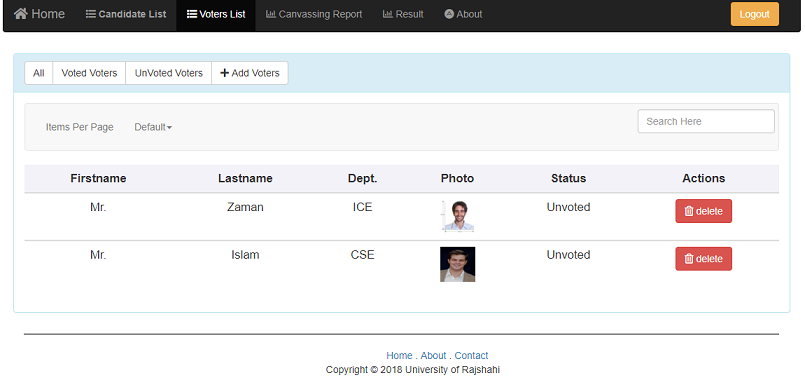 Home Candidate List Voters List Canvassing Report Result About Logout
All Voted Voters UnVoted Voters + Add Voters
Items Per Page Default Search Here
Firstname Lastname Dept. Photo Status Actions
Mr. Zaman ICE Unvoted delete
Mr. Islam CSE Unvoted delete
Home . About . Contact
Copyright © 2018 University of Rajshahi